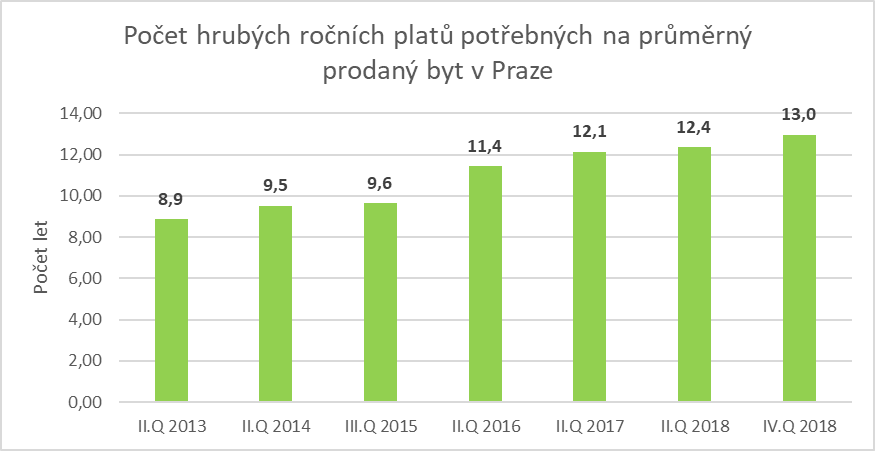 Počet hrubých ročních platů potřebných na průměrný
prodaný byt v Praze
Počet let
14,00
12,00
10,00
8,00
6,00
4,00
2,00
0,00
8,9
9,5
9,6
11,4
12,1
12,4
13,0
II.Q 2013
II.Q 2014
III.Q 2015
II.Q 2016
II.Q 2017
II.Q 2018
IV.Q 2018